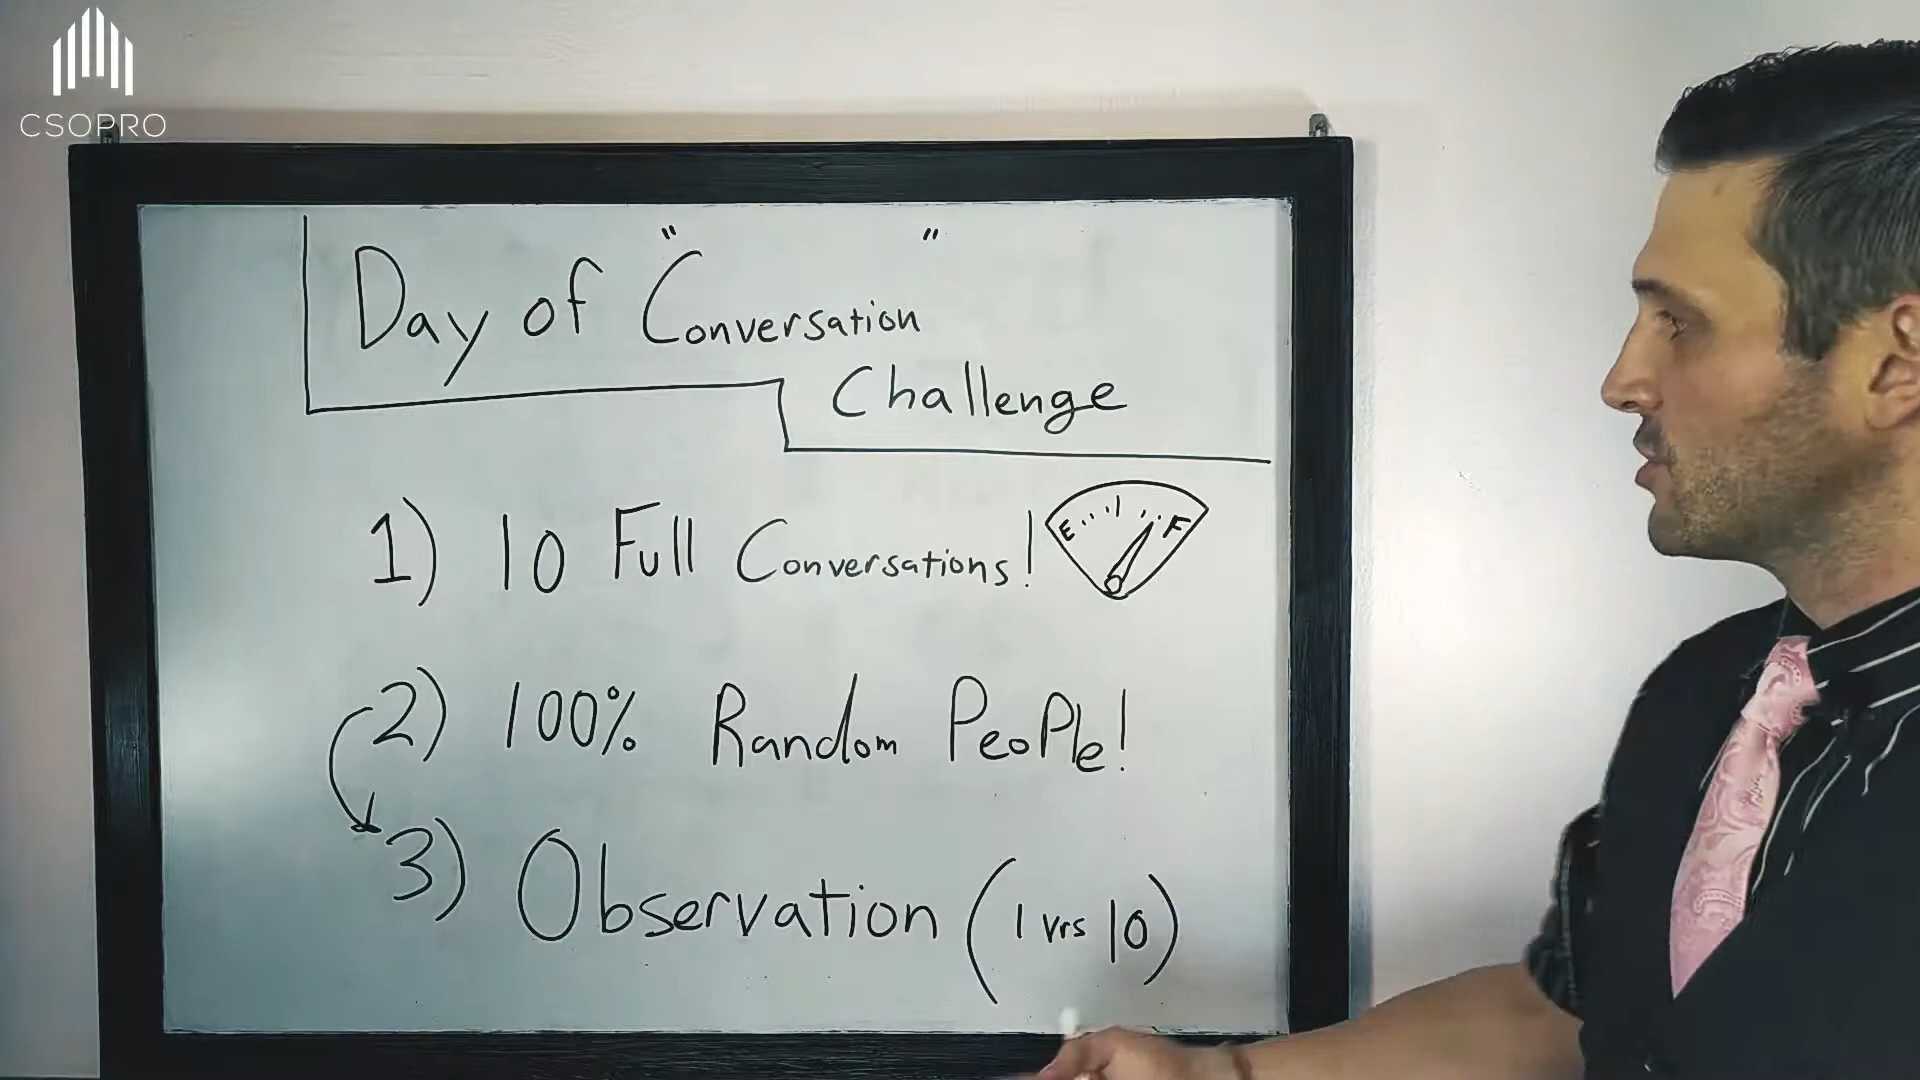 CSOPRO
Day of "Conversation"
Challenge
1) 10 Full Conversations!
E F
2) 100% Random People!
3) Observation (1 vrs 10)